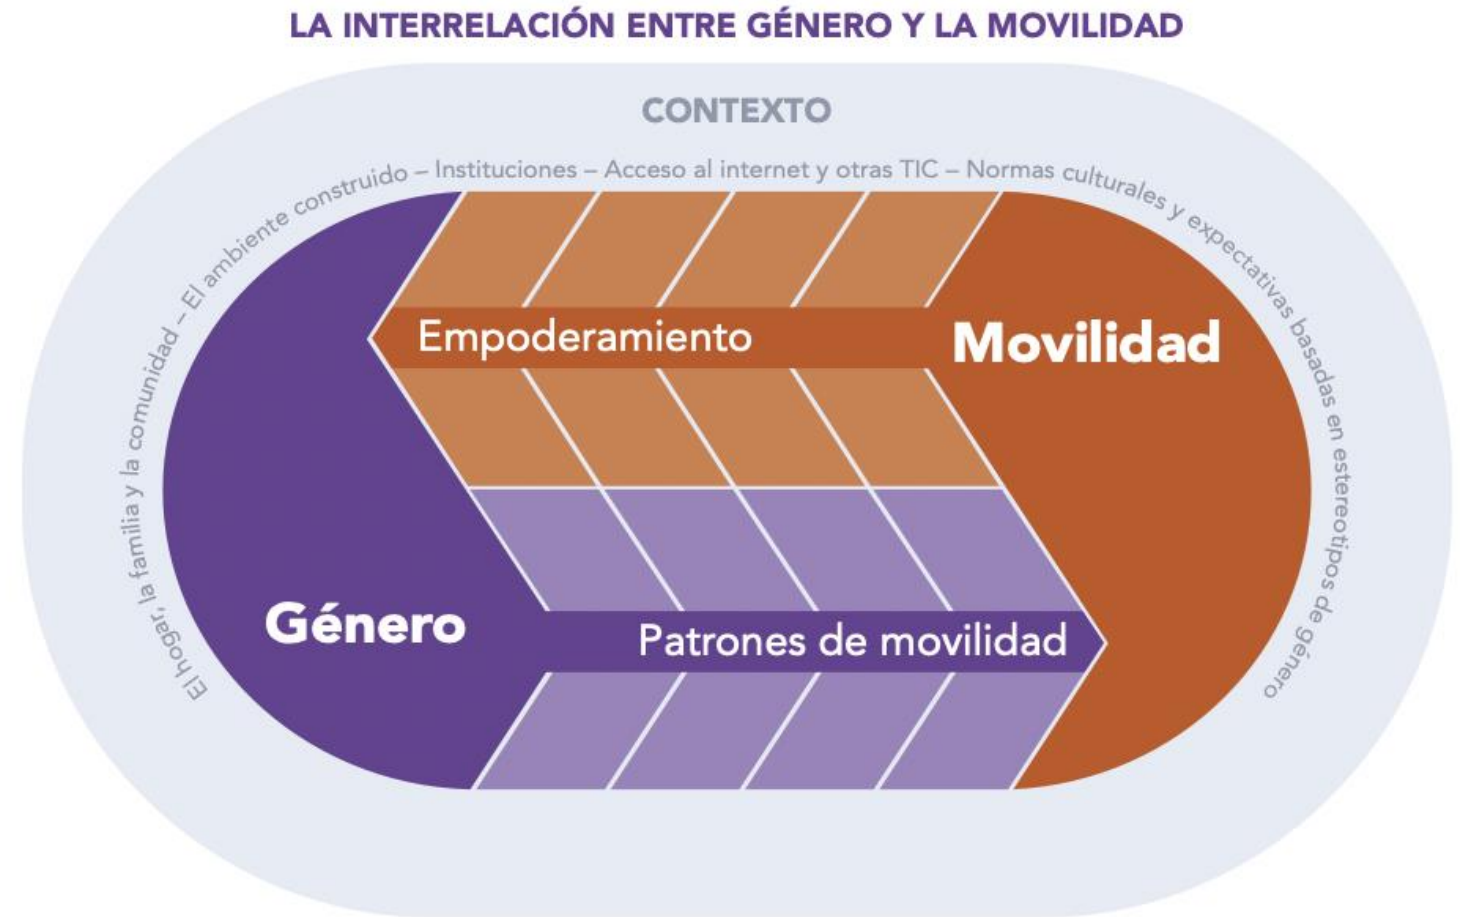 LA INTERRELACIÓN ENTRE GÉNERO Y LA MOVILIDAD
CONTEXTO
El hogar, la familia y la comunidad – El ambiente construido – Instituciones – Acceso al internet y otras TIC – Normas culturales y expectativas basadas en estereotipos de género
Empoderamiento
Movilidad
Género
Patrones de movilidad